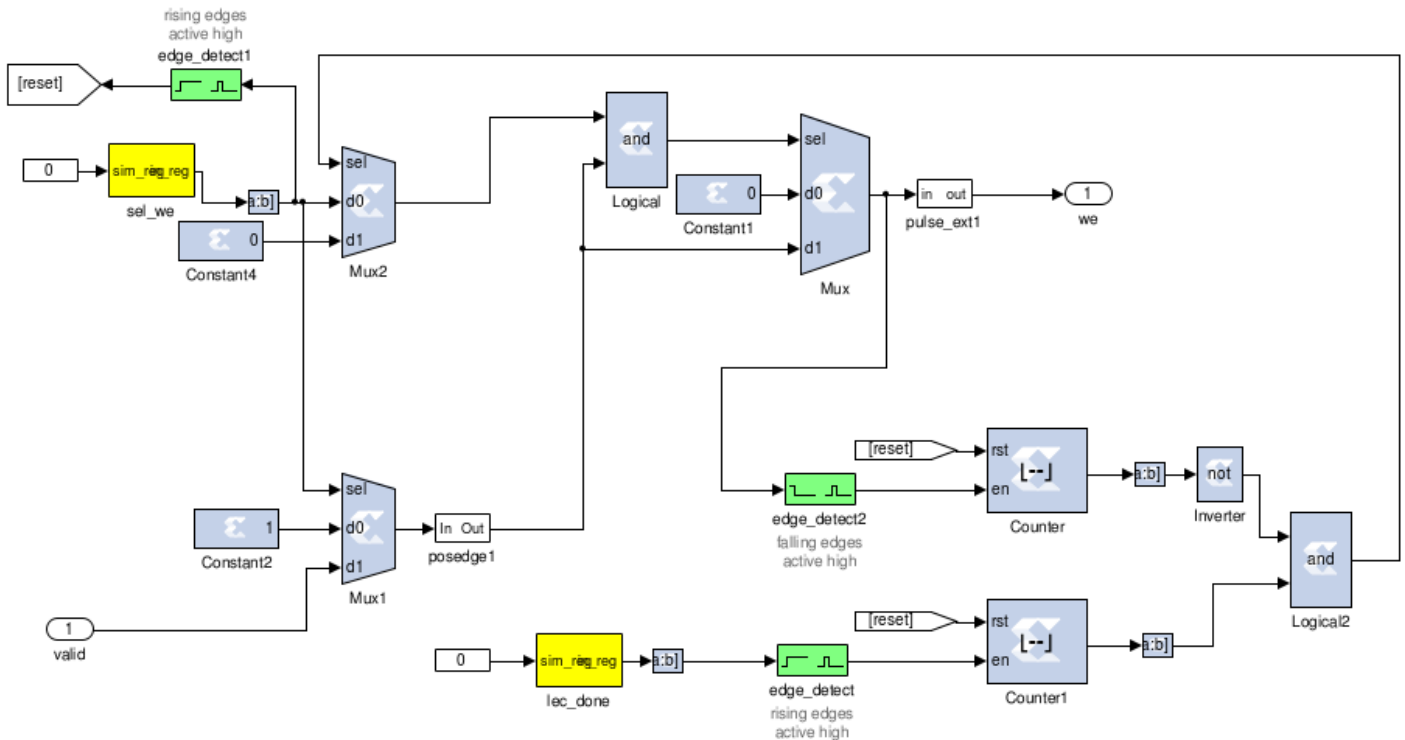 rising edges
active high
edge_detect1
[reset]
0
sel_we
a:b]
0
Constant4
sel
d0
d1
Mux2
and
Logical
0
Constant1
sel
d0
d1
Mux
in out
pulse_ext1
1
we
1
Constant2
sel
d0
d1
Mux1
In Out
posedge1
1
valid
edge_detect2
falling edges
active high
[reset]
rst
en
Counter
a:b]
not
Inverter
and
Logical2
0
lec_done
a:b]
edge_detect
rising edges
active high
[reset]
rst
en
Counter1
a:b]